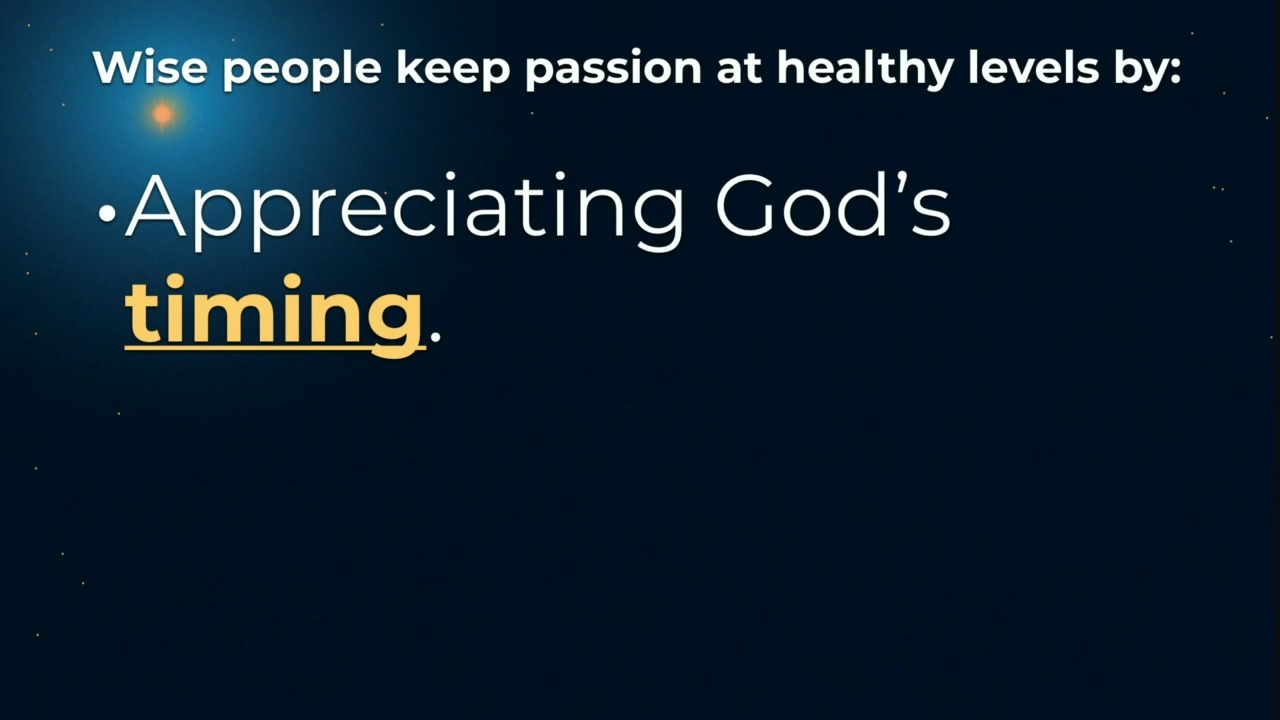 Wise people keep passion at healthy levels by:
•Appreciating God’s
timing.